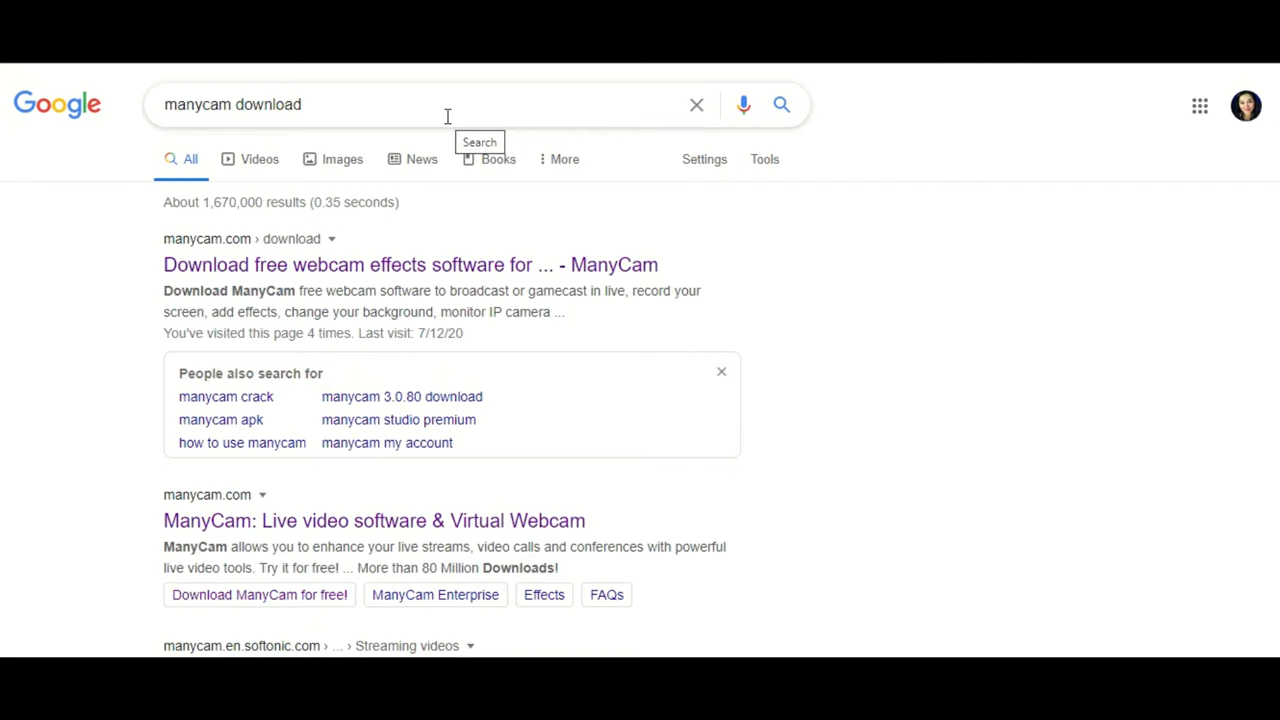 Google
manycam download
Search
All Videos Images News Books More Settings Tools
About 1,670,000 results (0.35 seconds)
manycam.com › download
Download free webcam effects software for ... - ManyCam
Download ManyCam free webcam software to broadcast or gamecast in live, record your
screen, add effects, change your background, monitor IP camera ...
You've visited this page 4 times. Last visit: 7/12/20
People also search for
manycam crack manycam 3.0.80 download
manycam apk manycam studio premium
how to use manycam manycam my account
manycam.com
ManyCam: Live video software & Virtual Webcam
ManyCam allows you to enhance your live streams, video calls and conferences with powerful
live video tools. Try it for free! ... More than 80 Million Downloads!
Download ManyCam for free! ManyCam Enterprise Effects FAQs
manycam.en.softonic.com › ... › Streaming videos